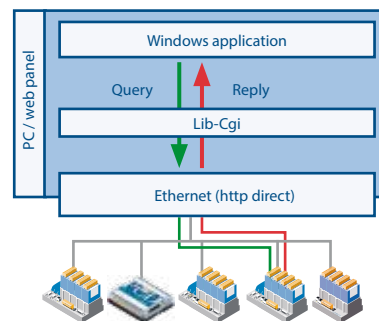 PC / web panel
Windows application
Query
Reply
Lib-Cgi
Ethernet (http direct)